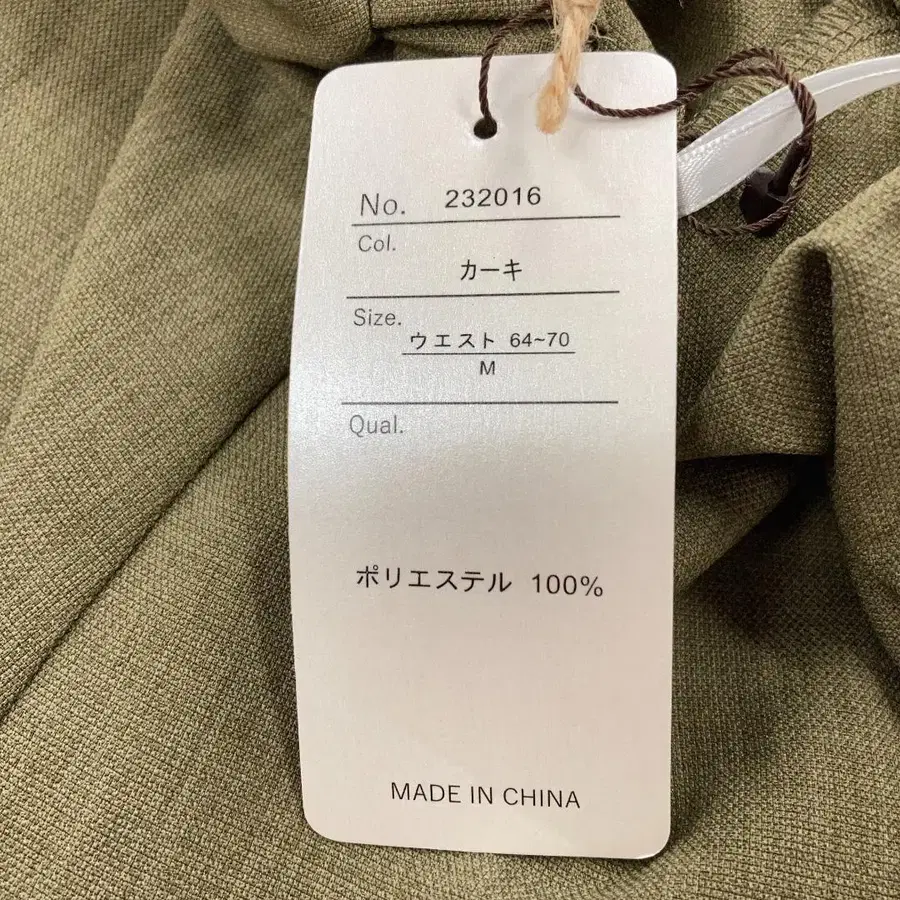 No. 232016
Col.
カーキ
Size.
ウエスト 64~70
M
Qual.
ポリエステル 100%
MADE IN CHINA